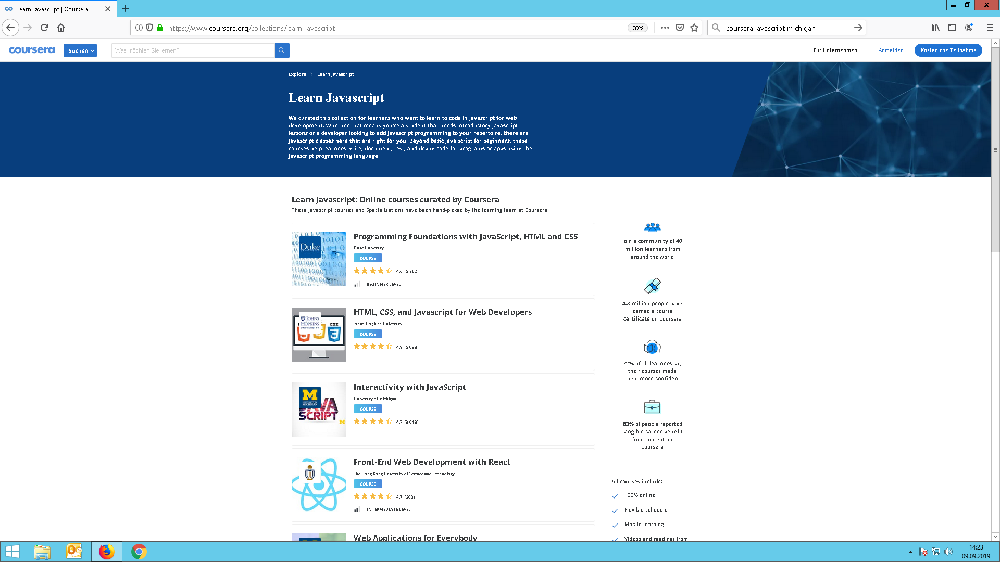 Learn Javascript | Coursera
https://www.coursera.org/collections/learn-javascript
70%
coursera javascript michigan
coursera
Suchen
Was möchten Sie lernen?
Für Unternehmen
Anmelden
Kostenlose Teilnahme
Explore > Learn Javascript
Learn Javascript
We curated this collection for learners who want to learn to code in Javascript for web
development. Whether that means you're a student that needs introductory Javascript
lessons or a developer looking to add Javascript programming to your repertoire, there are
Javascript classes here that are right for you. Beyond basic Java script for beginners, these
courses help learners write, document, test, and debug code for programs or apps using the
Javascript programming language.
Learn Javascript: Online courses curated by Coursera
These Javascript courses and Specializations have been hand-picked by the learning team at Coursera.
Duke
UNIVERSITY
Programming Foundations with JavaScript, HTML and CSS
Duke University
COURSE
4.6 (5.562)
BEGINNER LEVEL
JOHNS
HOPKINS
UNIVERSITY
CSS
HTML, CSS, and Javascript for Web Developers
Johns Hopkins University
COURSE
4.8 (5.083)
M
UNIVERSITY OF
MICHIGAN
SCRIPT
Interactivity with JavaScript
University of Michigan
COURSE
4.7 (3.013)
Front-End Web Development with React
The Hong Kong University of Science and Technology
COURSE
4.7 (603)
INTERMEDIATE LEVEL
Web Applications for Everybody
Join a community of 40
million learners from
around the world
4.8 million people have
earned a course
certificate on Coursera
72% of all learners say
their courses made
them more confident
83% of people reported
tangible career benefit
from content on
Coursera
All courses include:
100% online
Flexible schedule
Mobile learning
Videos and readings from
14:23
09.09.2019